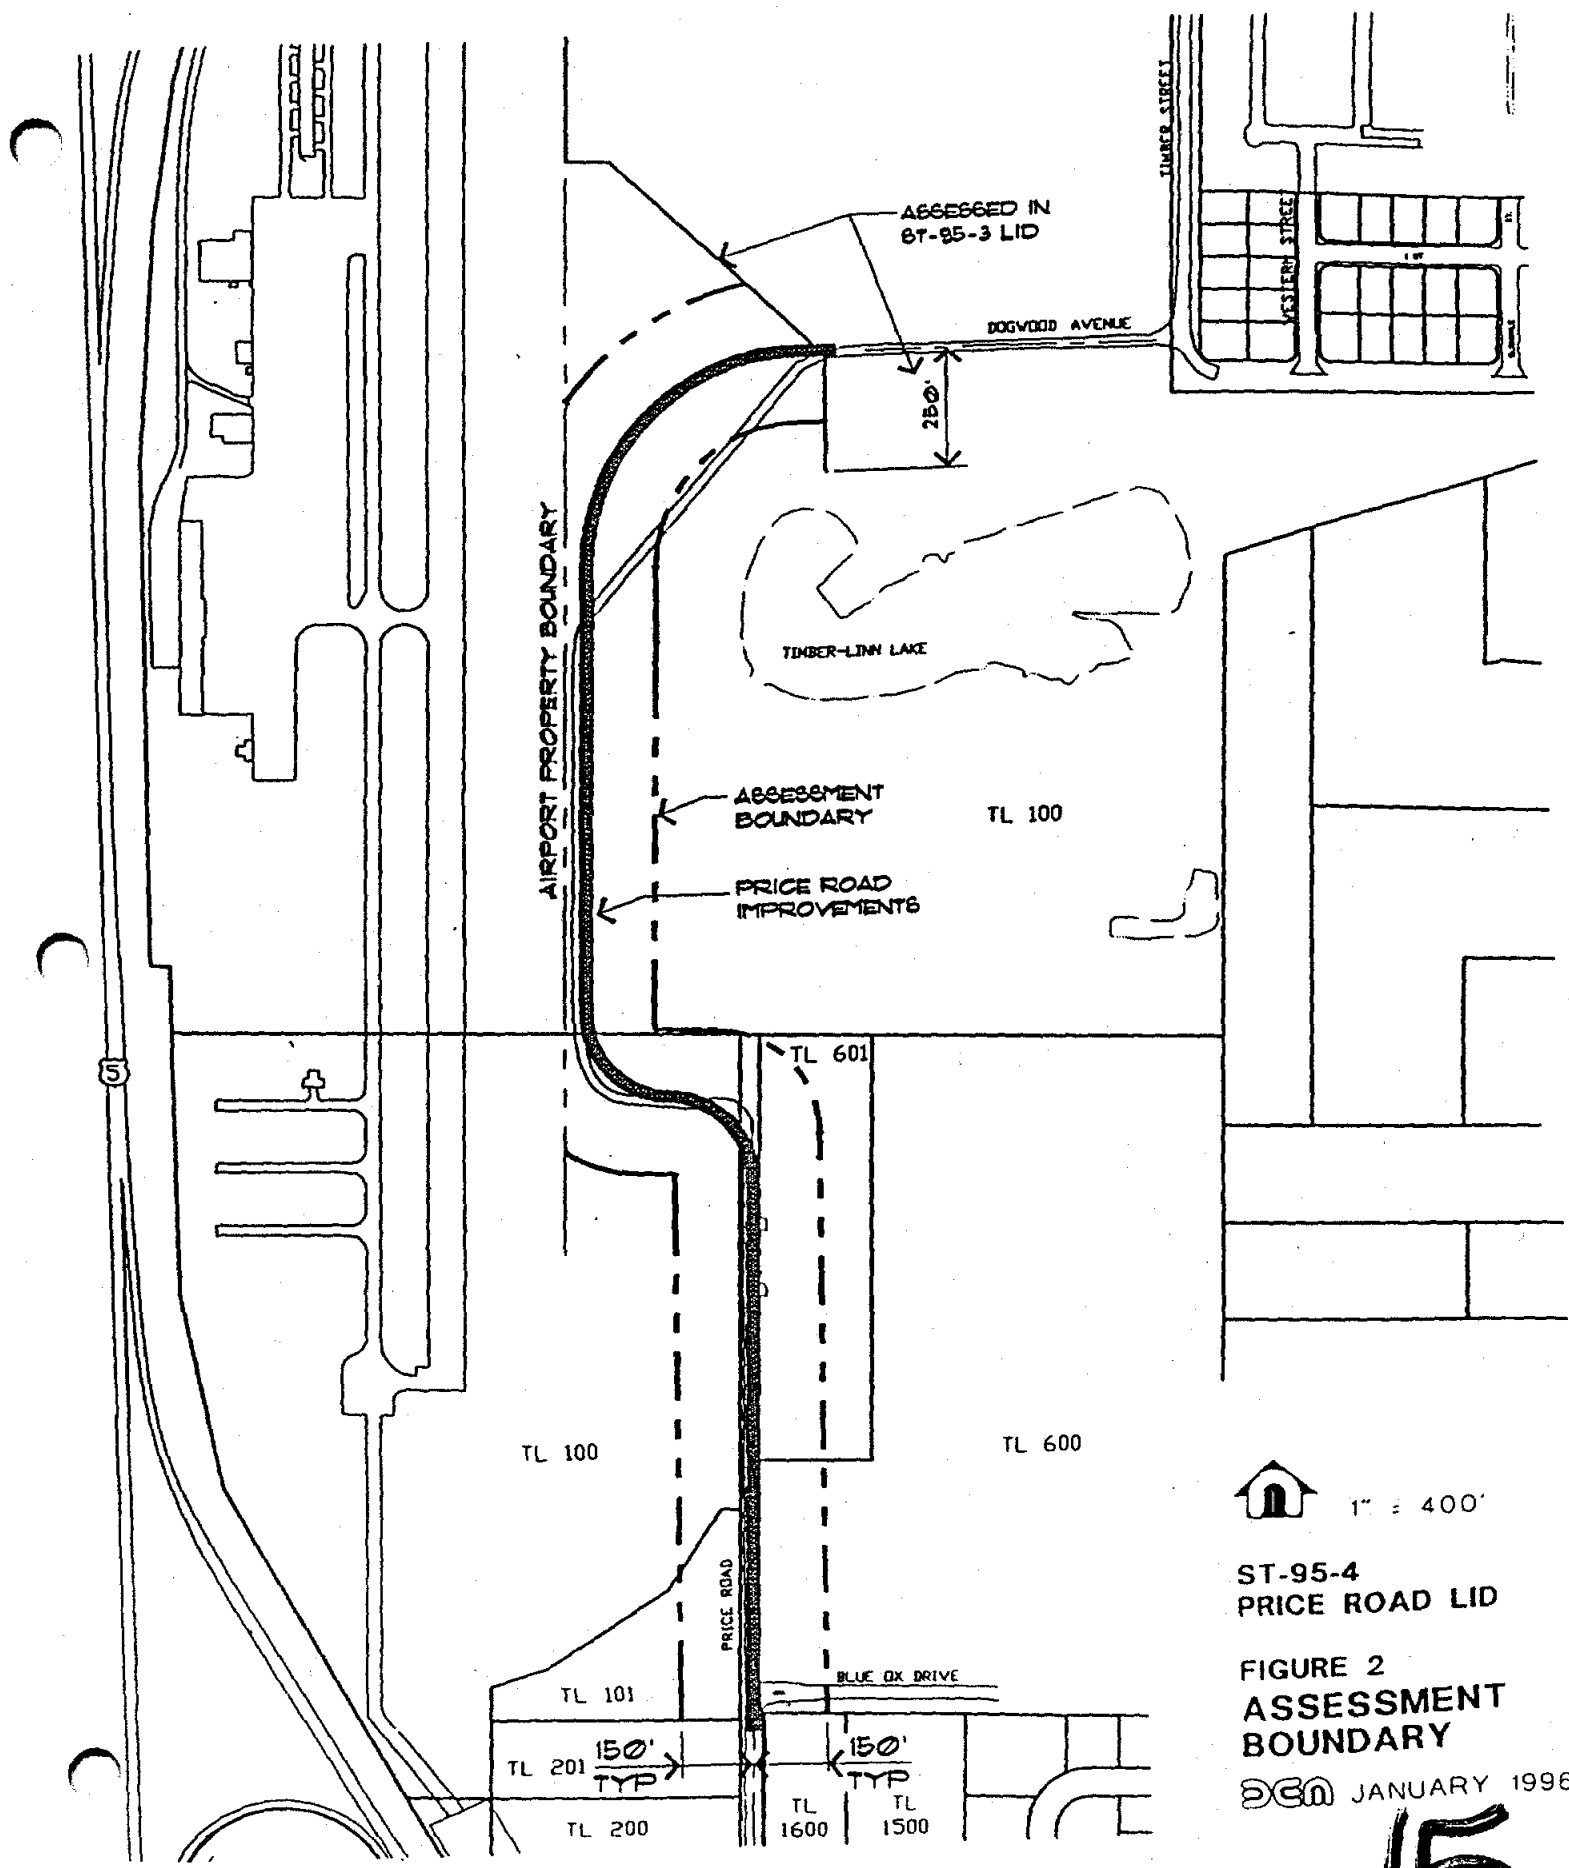 TIMBER STREET
ASSESSED IN
ST-95-3 LID
WESTERN STREET
1 ST
DOGWOOD AVENUE
250'
AIRPORT PROPERTY BOUNDARY
TIMBER-LINN LAKE
ASSESSMENT
BOUNDARY
TL 100
PRICE ROAD
IMPROVEMENTS
TL 601
5
TL 100
TL 600
1" = 400'
ST-95-4
PRICE ROAD LID
PRICE ROAD
FIGURE 2
ASSESSMENT
BOUNDARY
BLUE OX DRIVE
TL 101
TL 201
150'
TYP
150'
TYP
JANUARY 1996
TL
1600
TL
1500
TL 200
15